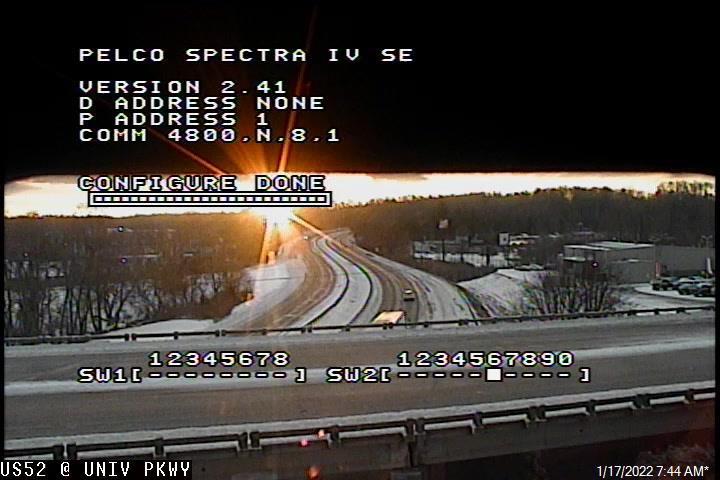 PELCO SPECTRA IV SE
VERSION 2.41
D ADDRESS NONE
P ADDRESS 1
COMM 4800,N,8,1
CONFIGURE DONE
12345678 1234567890
SW1[--------] SW2[-----■----]
US52 @ UNIV PKWY
1/17/2022 7:44 AM*